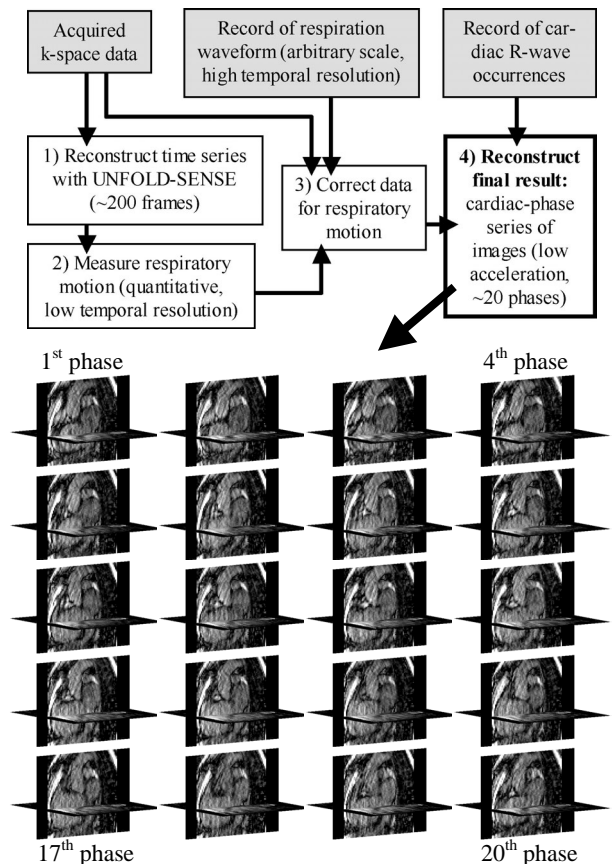 Acquired
k-space data
Record of respiration
waveform (arbitrary scale,
high temporal resolution)
Record of car-
diac R-wave
occurrences
1) Reconstruct time series
with UNFOLD-SENSE
(~200 frames)
2) Measure respiratory
motion (quantitative,
low temporal resolution)
3) Correct data
for respiratory
motion
4) Reconstruct
final result:
cardiac-phase
series of
images (low
acceleration,
~20 phases)
1st phase
4th phase
17th phase
20th phase